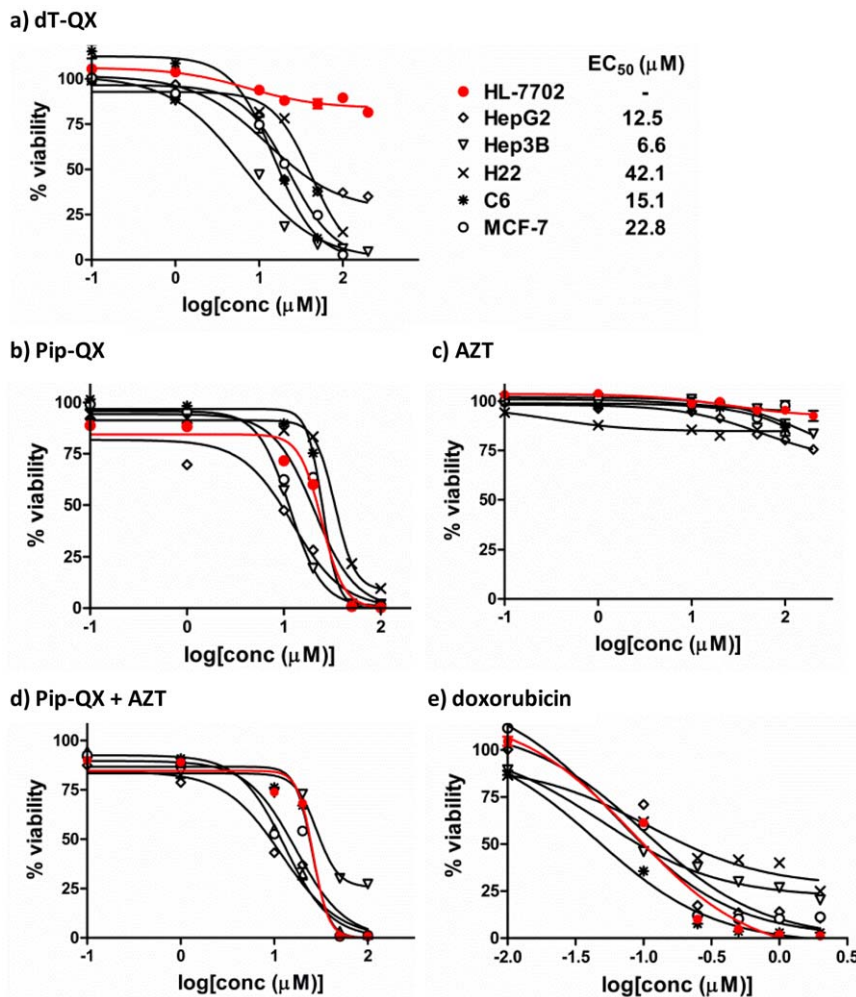 a) dT-QX
% viability
100
75
50
25
0
-1
0
1
2
log[conc (µM)]
EC50 (µM)
HL-7702 -
HepG2 12.5
Hep3B 6.6
H22 42.1
C6 15.1
MCF-7 22.8
b) Pip-QX
% viability
100
75
50
25
0
-1
0
1
2
log[conc (µM)]
c) AZT
% viability
100
75
50
25
-1
0
1
2
log[conc (µM)]
d) Pip-QX + AZT
% viability
100
75
50
25
0
-1
0
1
2
log[conc (µM)]
e) doxorubicin
% viability
100
75
50
25
0
-2.0
-1.5
-1.0
-0.5
0.0
0.5
log[conc (µM)]